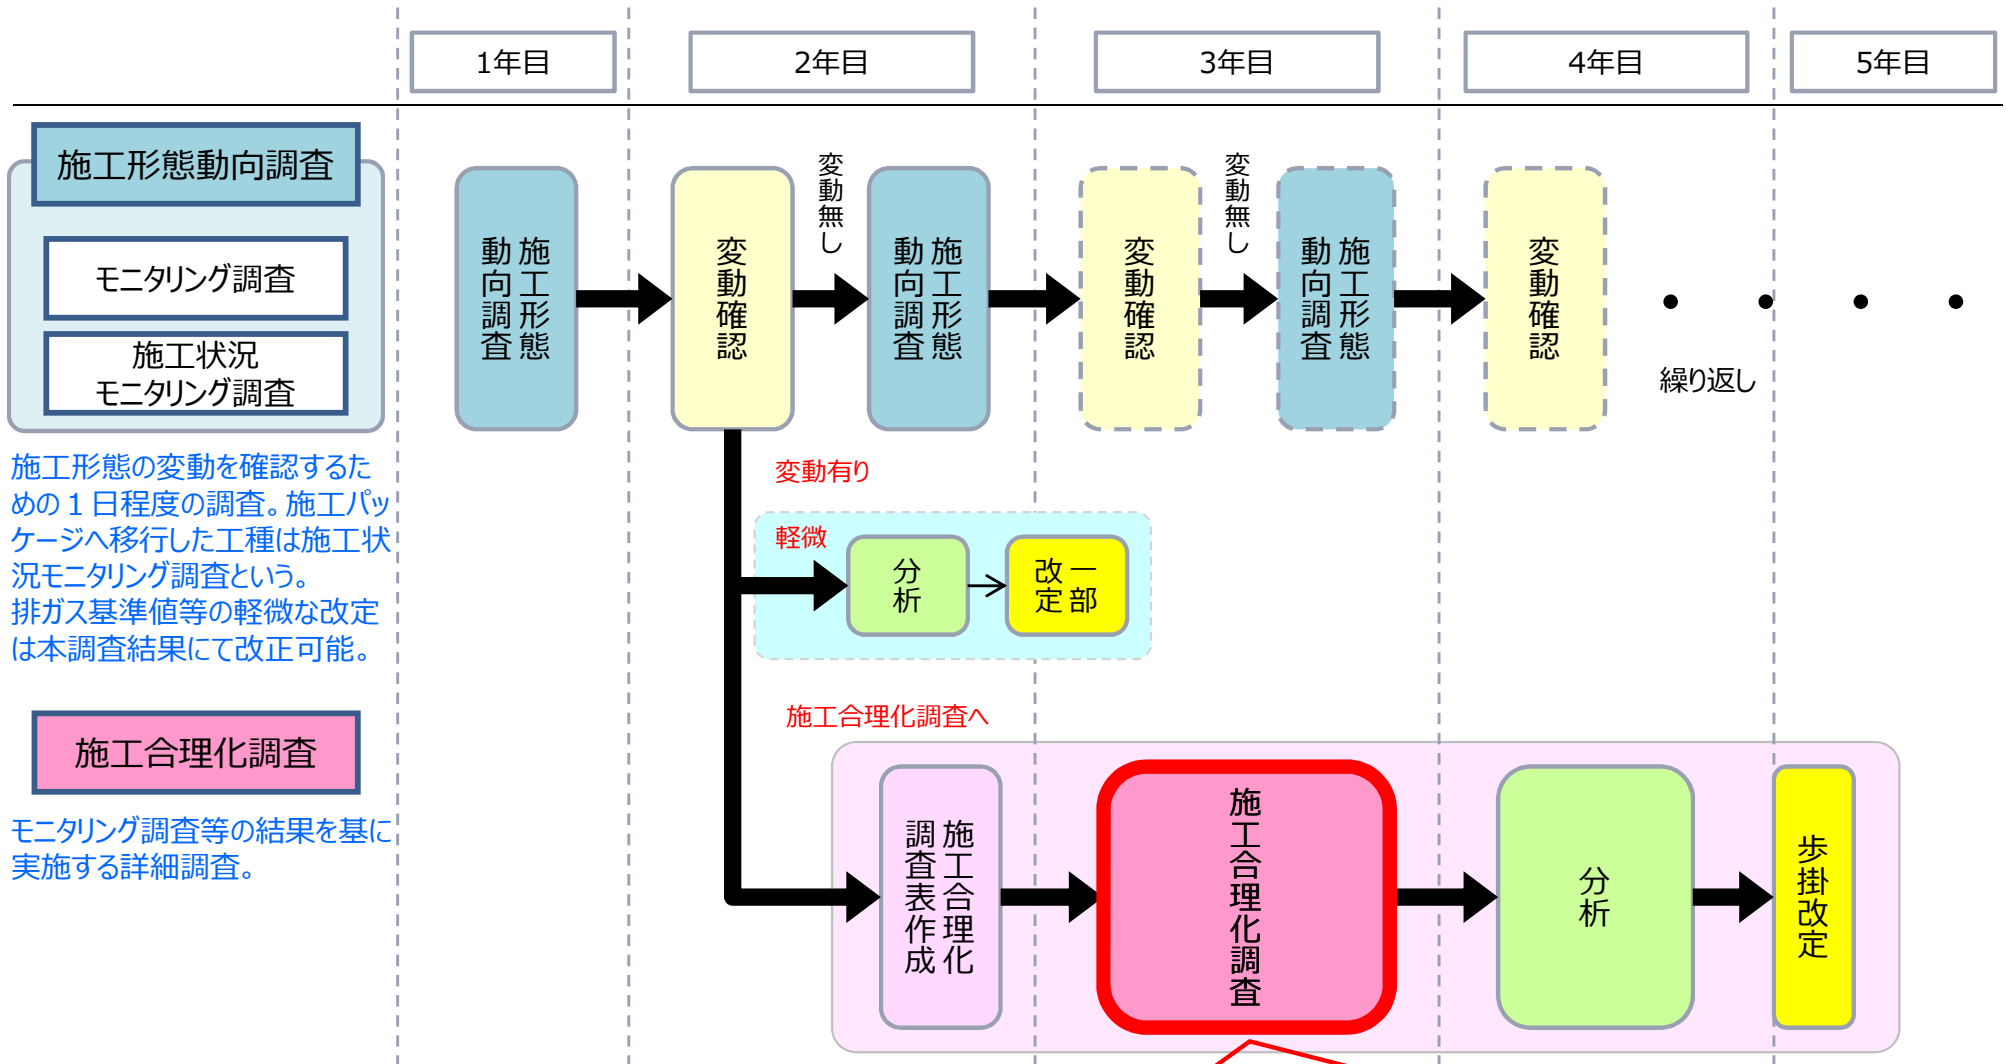 1年目
2年目
3年目
4年目
5年目
施工形態動向調査
モニタリング調査
施工状況
モニタリング調査
施工形態の変動を確認するた
めの1日程度の調査。施工パッ
ケージへ移行した工種は施工状
況モニタリング調査という。
排ガス基準値等の軽微な改定
は本調査結果にて改正可能。
施工形態
動向調査
変動確認
変動無し
施工形態
動向調査
変動確認
変動無し
施工形態
動向調査
変動確認
・・・・
繰り返し
変動有り
軽微
分析
一部
改定
施工合理化調査へ
施工合理化調査
モニタリング調査等の結果を基に
実施する詳細調査。
施工合理化
調査表作成
施工合理化調査
分析
歩掛改定